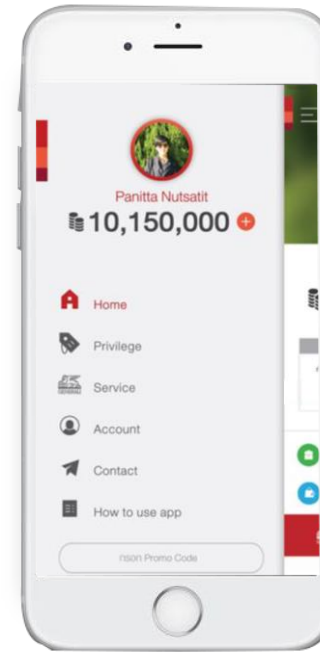 Panitta Nutsatit
10,150,000
Home
Privilege
GENERALI
Service
Account
Contact
How to use app
กรอก Promo Code